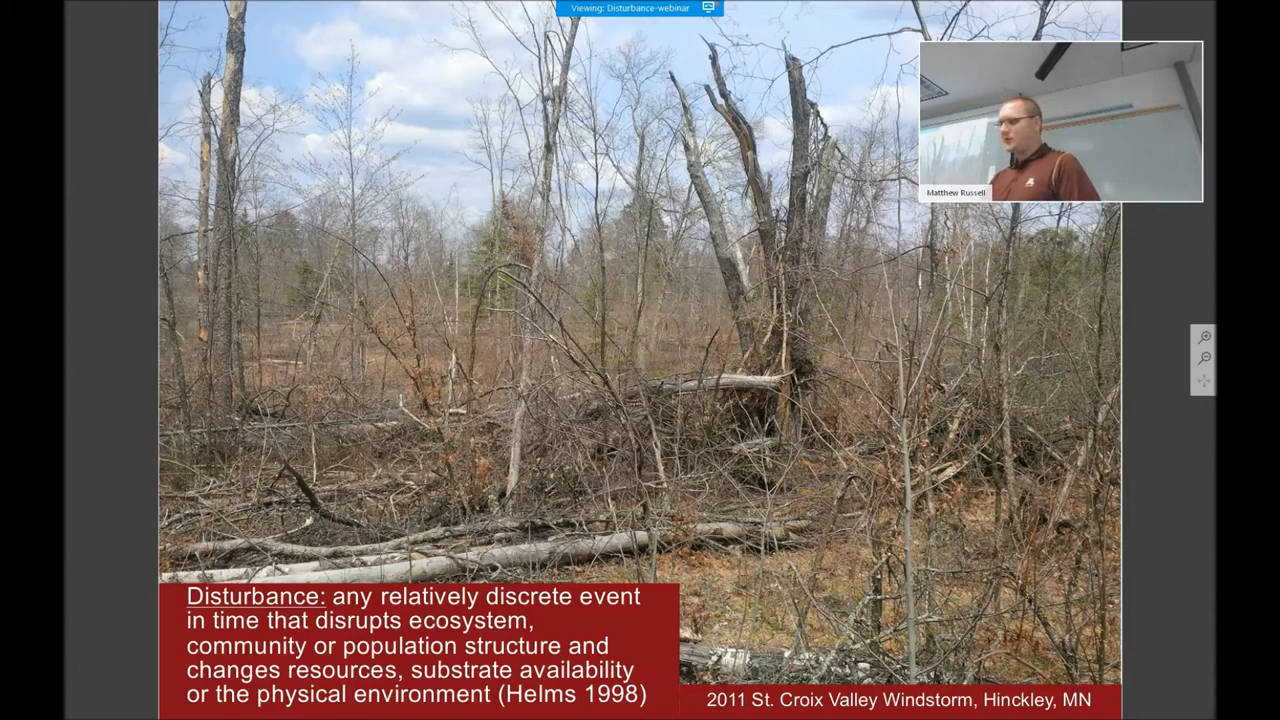 Viewing: Disturbance-webinar
Matthew Russell
Disturbance: any relatively discrete event
in time that disrupts ecosystem,
community or population structure and
changes resources, substrate availability
or the physical environment (Helms 1998)
2011 St. Croix Valley Windstorm, Hinckley, MN